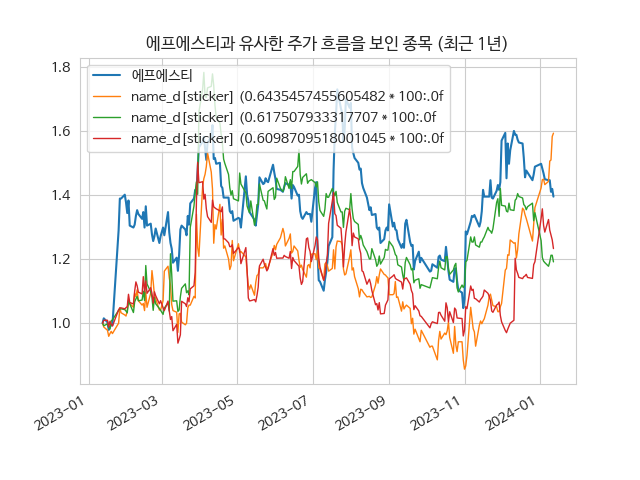 에프에스티과 유사한 주가 흐름을 보인 종목 (최근 1년)
에프에스티
name_d[sticker] (0.6435457455605482 * 100:.0f
name_d[sticker] (0.617507933317707 * 100:.0f
name_d[sticker] (0.6098709518001045 * 100:.0f
1.8
1.6
1.4
1.2
1.0
2023-01
2023-03
2023-05
2023-07
2023-09
2023-11
2024-01